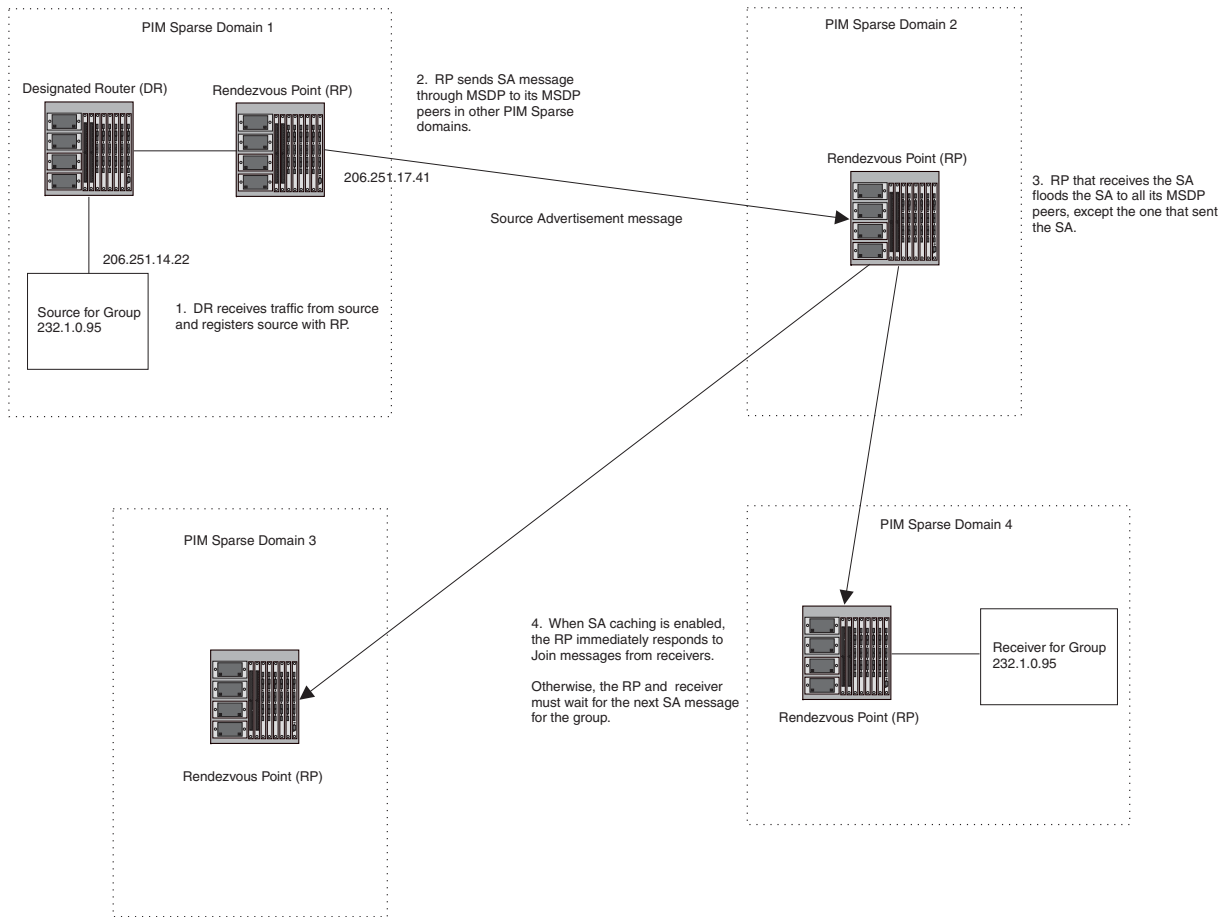 PIM Sparse Domain 1
Designated Router (DR)
Rendezvous Point (RP)
2. RP sends SA message
through MSDP to its MSDP
peers in other PIM Sparse
domains.
206.251.17.41
Source Advertisement message
206.251.14.22
Source for Group
232.1.0.95
1. DR receives traffic from source
and registers source with RP.
PIM Sparse Domain 2
Rendezvous Point (RP)
3. RP that receives the SA
floods the SA to all its MSDP
peers, except the one that sent
the SA.
PIM Sparse Domain 3
Rendezvous Point (RP)
4. When SA caching is enabled,
the RP immediately responds to
Join messages from receivers.
Otherwise, the RP and receiver
must wait for the next SA message
for the group.
PIM Sparse Domain 4
Rendezvous Point (RP)
Receiver for Group
232.1.0.95